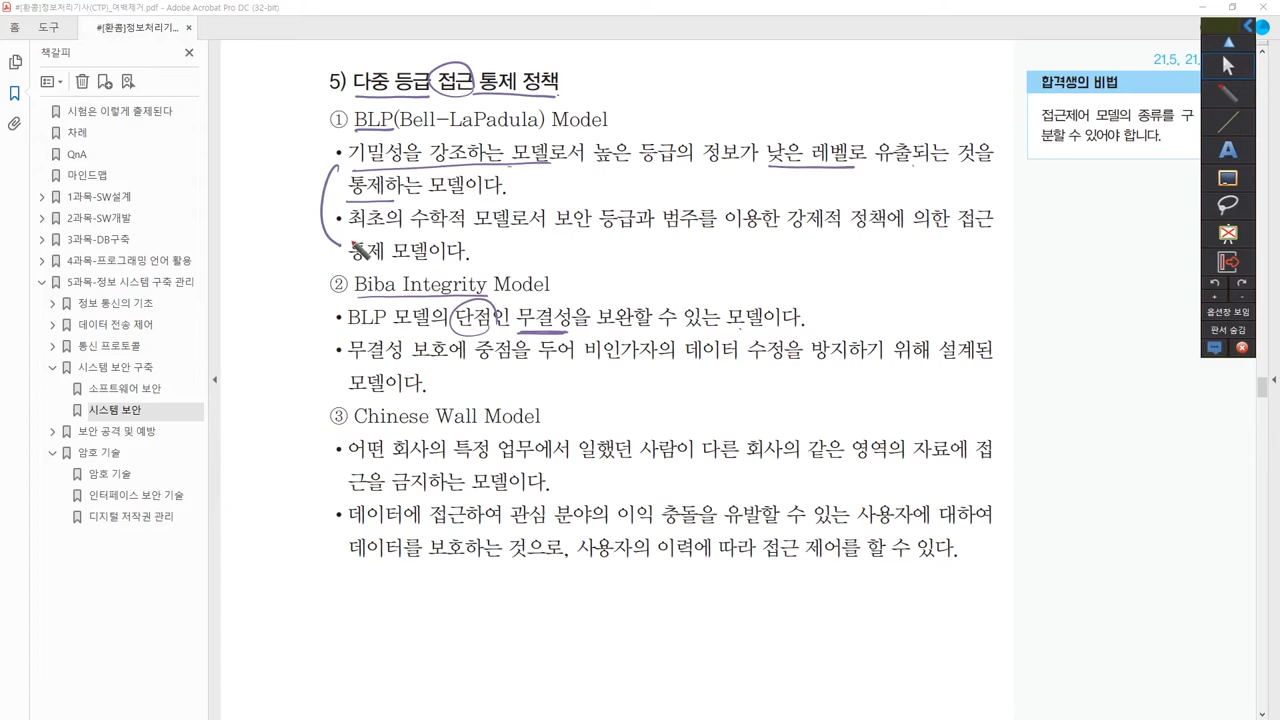 #[환콩]정보처리기사(CTP)_여백제거.pdf - Adobe Acrobat Pro DC (32-bit)
홈 도구 #[환콩]정보처리기... ×
책갈피
시험은 이렇게 출제된다
차례
QnA
마인드맵
1과목-SW설계
2과목-SW개발
3과목-DB구축
4과목-프로그래밍 언어 활용
5과목-정보 시스템 구축 관리
정보 통신의 기초
데이터 전송 제어
통신 프로토콜
시스템 보안 구축
소프트웨어 보안
시스템 보안
보안 공격 및 예방
암호 기술
암호 기술
인터페이스 보안 기술
디지털 저작권 관리
5) 다중 등급 접근 통제 정책
① BLP(Bell-LaPadula) Model
• 기밀성을 강조하는 모델로서 높은 등급의 정보가 낮은 레벨로 유출되는 것을
통제하는 모델이다.
• 최초의 수학적 모델로서 보안 등급과 범주를 이용한 강제적 정책에 의한 접근
통제 모델이다.
② Biba Integrity Model
• BLP 모델의 단점인 무결성을 보완할 수 있는 모델이다.
• 무결성 보호에 중점을 두어 비인가자의 데이터 수정을 방지하기 위해 설계된
모델이다.
③ Chinese Wall Model
• 어떤 회사의 특정 업무에서 일했던 사람이 다른 회사의 같은 영역의 자료에 접
근을 금지하는 모델이다.
• 데이터에 접근하여 관심 분야의 이익 충돌을 유발할 수 있는 사용자에 대하여
데이터를 보호하는 것으로, 사용자의 이력에 따라 접근 제어를 할 수 있다.
21.5, 21.
합격생의 비법
접근제어 모델의 종류를 구
분할 수 있어야 합니다.
A
옵션창 보임
판서 숨김